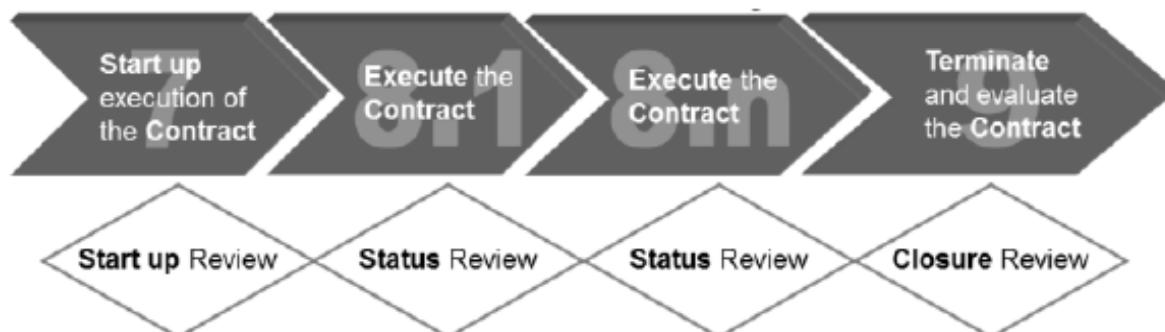 7
Start up
execution of
the Contract
8.1
Execute the
Contract
8.n
Execute the
Contract
9
Terminate
and evaluate
the Contract
Start up Review
Status Review
Status Review
Closure Review